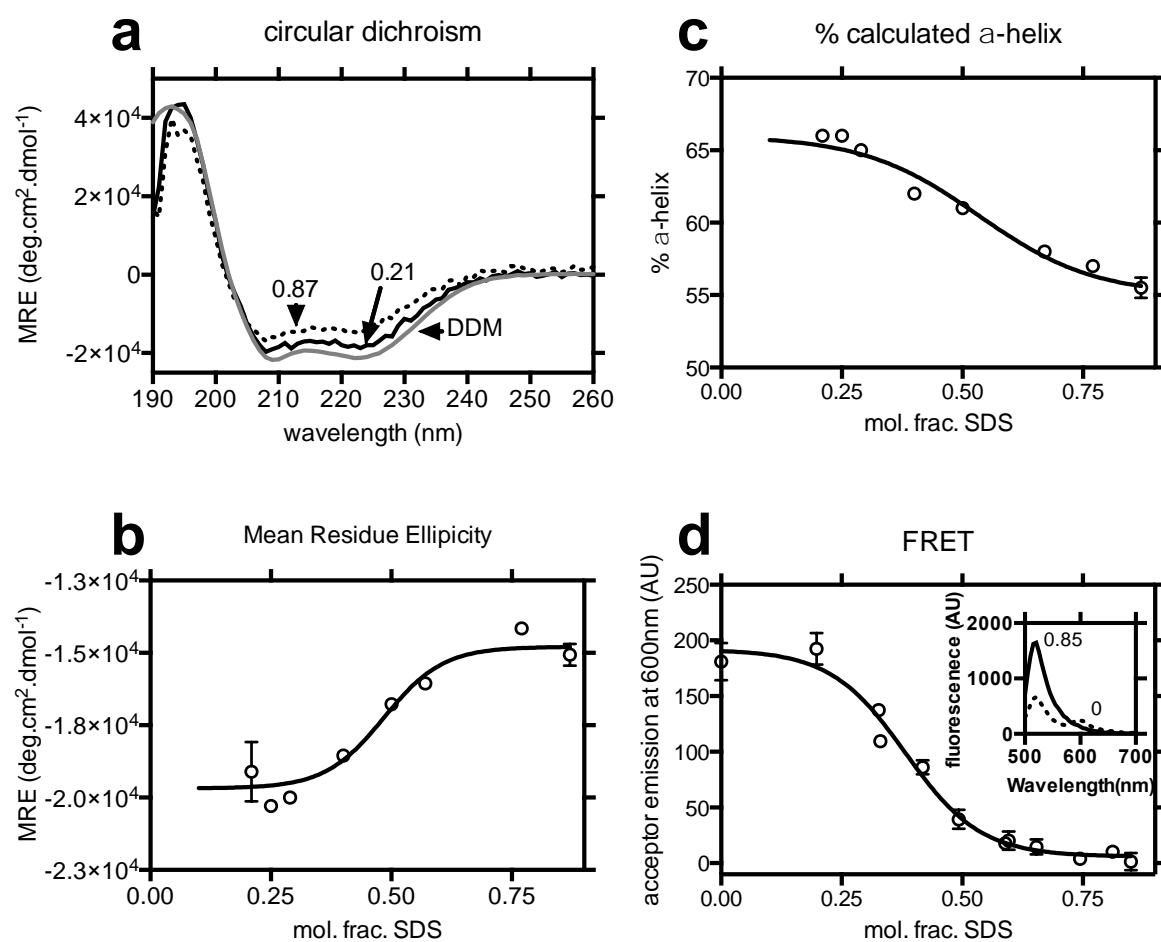 a
circular dichroism
MRE (deg.cm².dmol⁻¹)
4×10⁴
2×10⁴
0
-2×10⁴
0.87
0.21
DDM
190 200 210 220 230 240 250 260
wavelength (nm)
c
% calculated a-helix
% a-helix
70
65
60
55
50
0.00 0.25 0.50 0.75
mol. frac. SDS
b
Mean Residue Ellipicity
MRE (deg.cm².dmol⁻¹)
-1.3×10⁴
-1.5×10⁴
-1.8×10⁴
-2.0×10⁴
-2.3×10⁴
0.00 0.25 0.50 0.75
mol. frac. SDS
d
FRET
acceptor emission at 600nm (AU)
250
200
150
100
50
0
0.00 0.25 0.50 0.75
mol. frac. SDS
fluorescenece (AU)
2000
1000
0
0.85
0
500 600 700
Wavelength(nm)